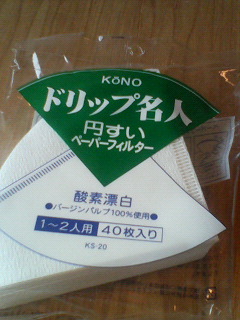 KŌNO
ドリップ名人
円すい
ペーパーフィルター
酸素漂白
●バージンパルプ100%使用●
1〜2人用 40枚入り
KS-20